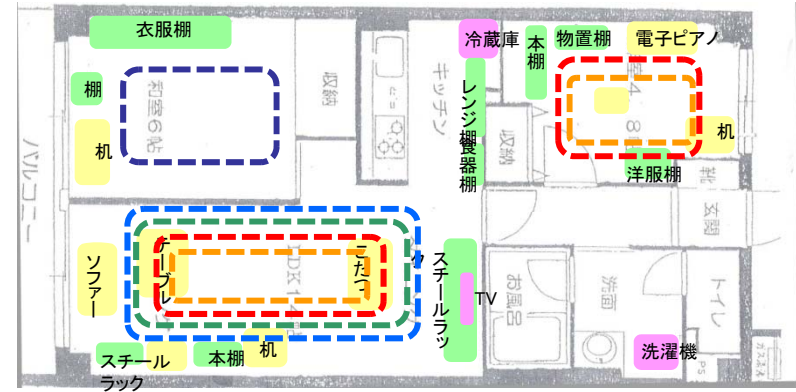 衣服棚
冷蔵庫
本棚
物置棚
電子ピアノ
棚
机
和室6帖
収納
キッチン
レンジ棚
食器棚
収納
机
洋服棚
靴
玄関
バルコニー
ソファー
テーブル
こたつ
スチールラック
TV
お風呂
洗面
トイレ
洗濯機
PS
スチール
ラック
本棚
机